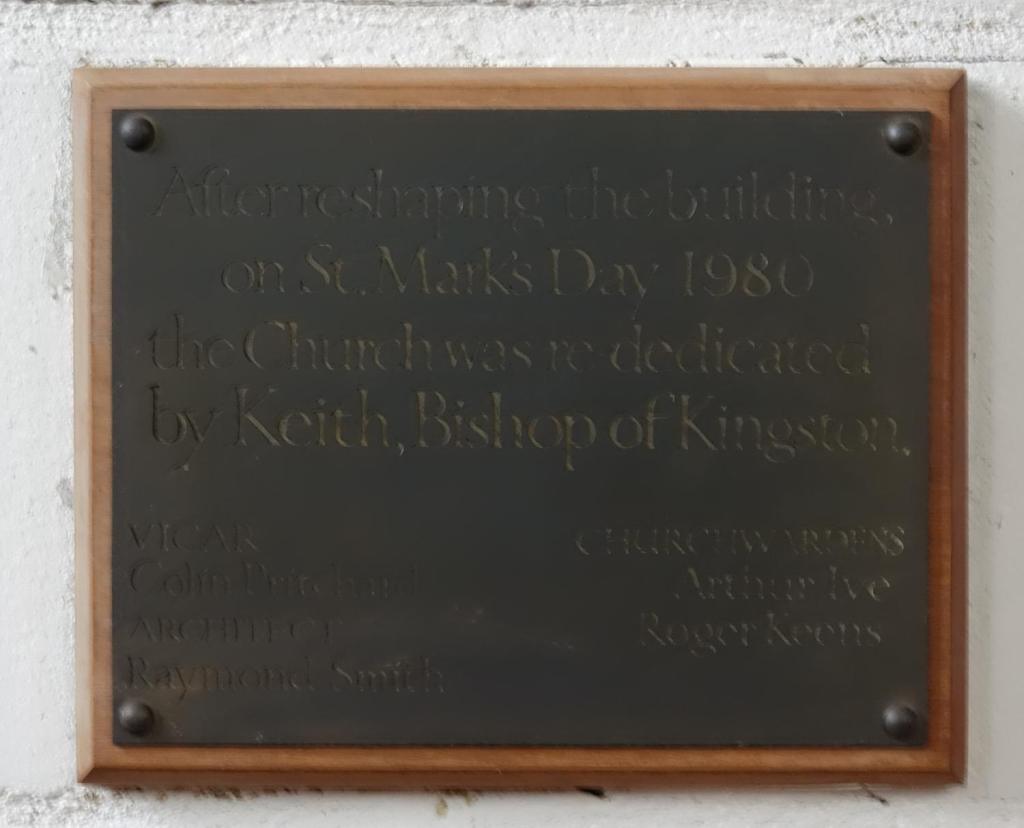 After reshaping the building,
on St. Mark's Day 1980
the Church was re-dedicated
by Keith, Bishop of Kingston.
VICAR
Colin Pritchard
ARCHITECT
Raymond Smith
CHURCHWARDENS
Arthur Ive
Roger Keens